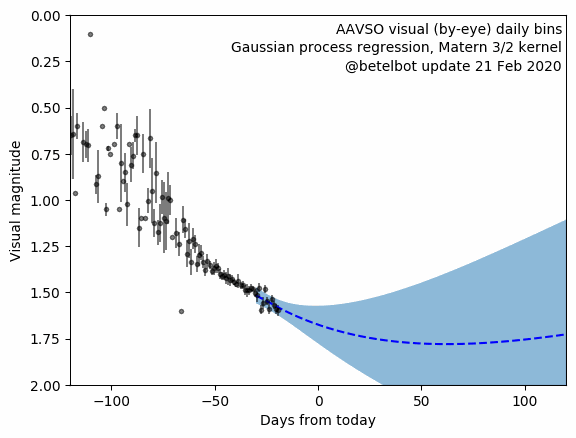 AAVSO visual (by-eye) daily bins
Gaussian process regression, Matern 3/2 kernel
@betelbot update 21 Feb 2020
Visual magnitude
0.00
0.25
0.50
0.75
1.00
1.25
1.50
1.75
2.00
−100 −50 0 50 100
Days from today